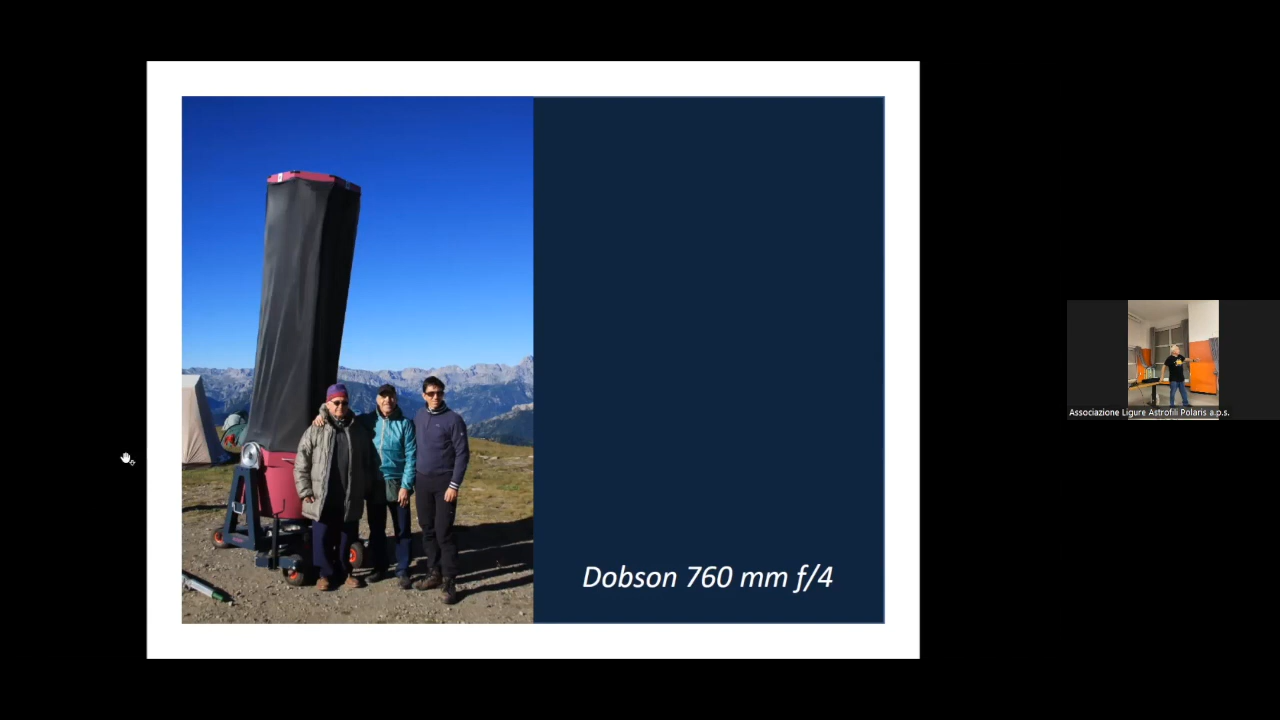 Dobson 760 mm f/4
Associazione Ligure Astrofili Polaris a.p.s.